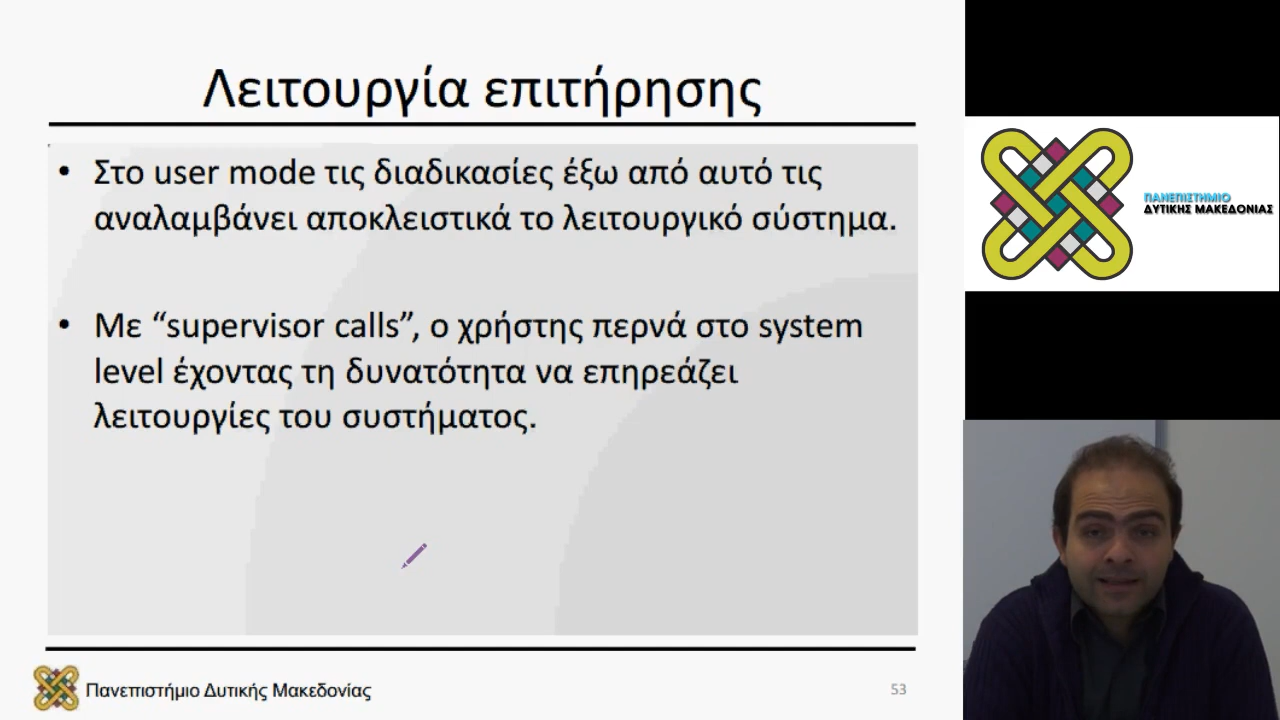 Λειτουργία επιτήρησης
• Στο user mode τις διαδικασίες έξω από αυτό τις
αναλαμβάνει αποκλειστικά το λειτουργικό σύστημα.
• Με “supervisor calls”, ο χρήστης περνά στο system
level έχοντας τη δυνατότητα να επηρεάζει
λειτουργίες του συστήματος.
Πανεπιστήμιο Δυτικής Μακεδονίας
53
ΠΑΝΕΠΙΣΤΗΜΙΟ
ΔΥΤΙΚΗΣ ΜΑΚΕΔΟΝΙΑΣ